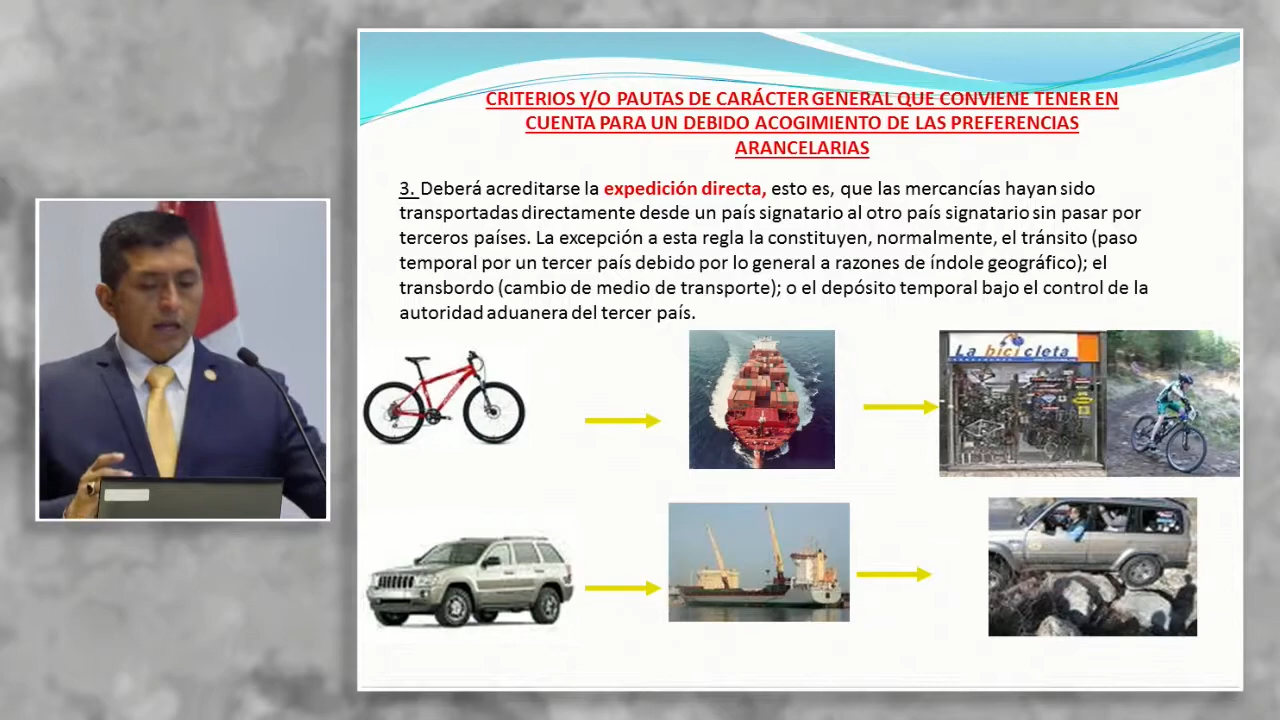 CRITERIOS Y/O PAUTAS DE CARÁCTER GENERAL QUE CONVIENE TENER EN
CUENTA PARA UN DEBIDO ACOGIMIENTO DE LAS PREFERENCIAS
ARANCELARIAS
3. Deberá acreditarse la expedición directa, esto es, que las mercancías hayan sido
transportadas directamente desde un país signatario al otro país signatario sin pasar por
terceros países. La excepción a esta regla la constituyen, normalmente, el tránsito (paso
temporal por un tercer país debido por lo general a razones de índole geográfico); el
transbordo (cambio de medio de transporte); o el depósito temporal bajo el control de la
autoridad aduanera del tercer país.
La bicicleta